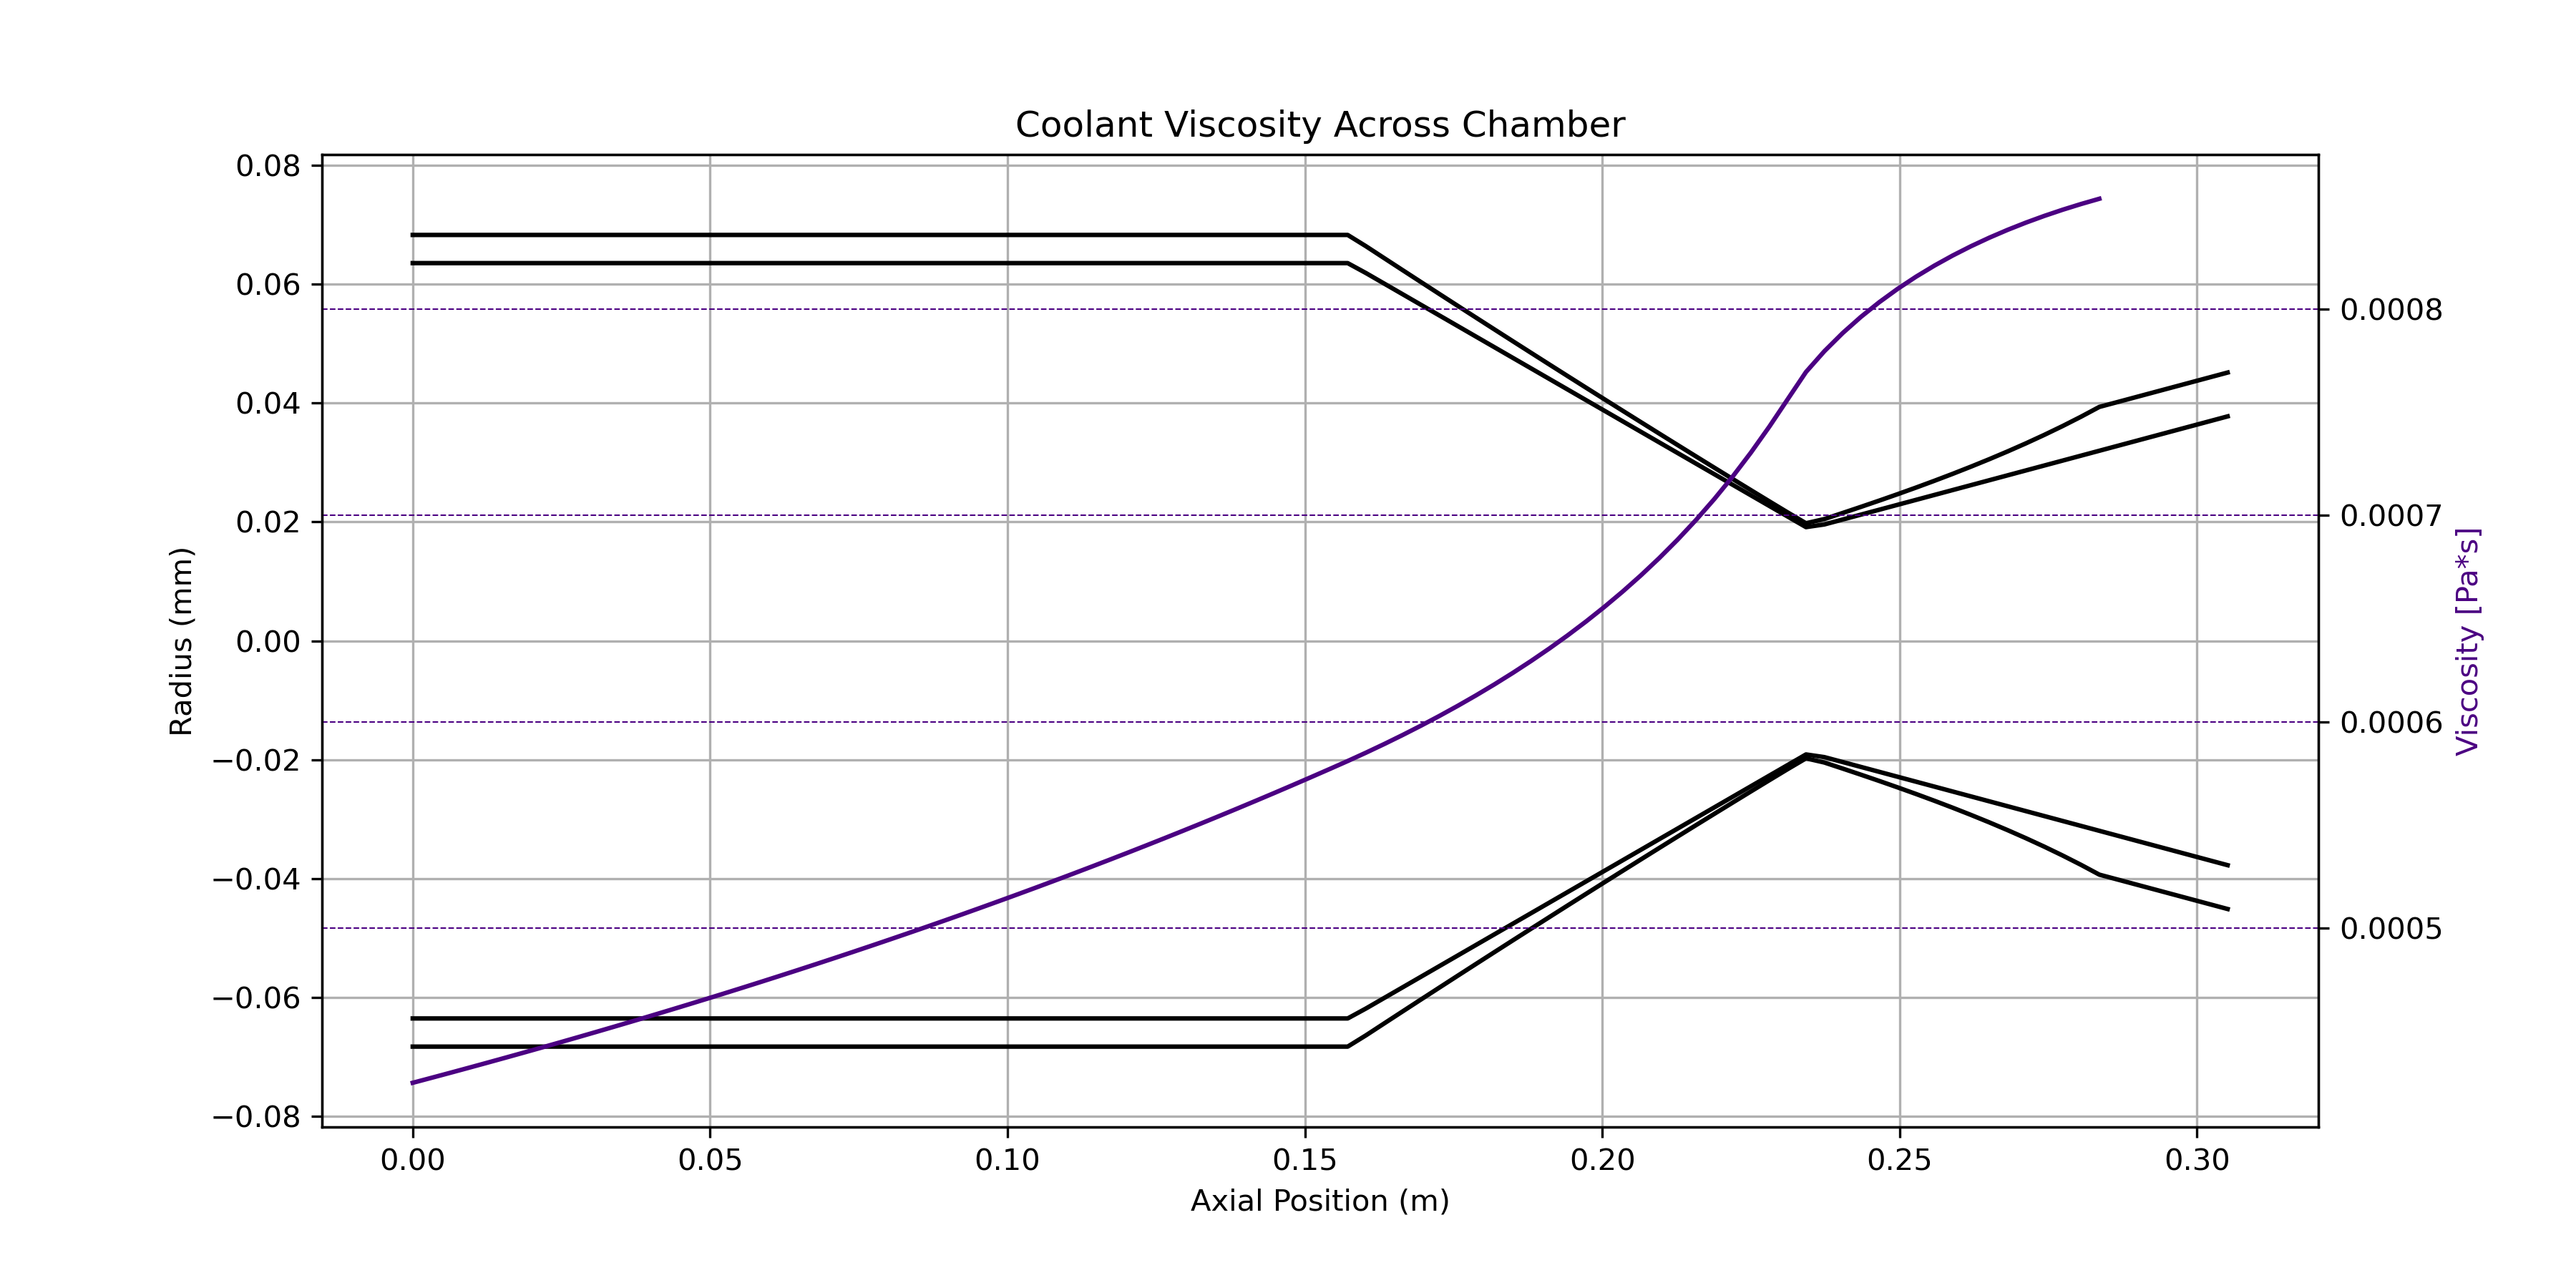 Coolant Viscosity Across Chamber
0.08
0.06
0.04
0.02
0.00
−0.02
−0.04
−0.06
−0.08
Radius (mm)
0.0008
0.0007
0.0006
0.0005
Viscosity [Pa*s]
0.00 0.05 0.10 0.15 0.20 0.25 0.30
Axial Position (m)